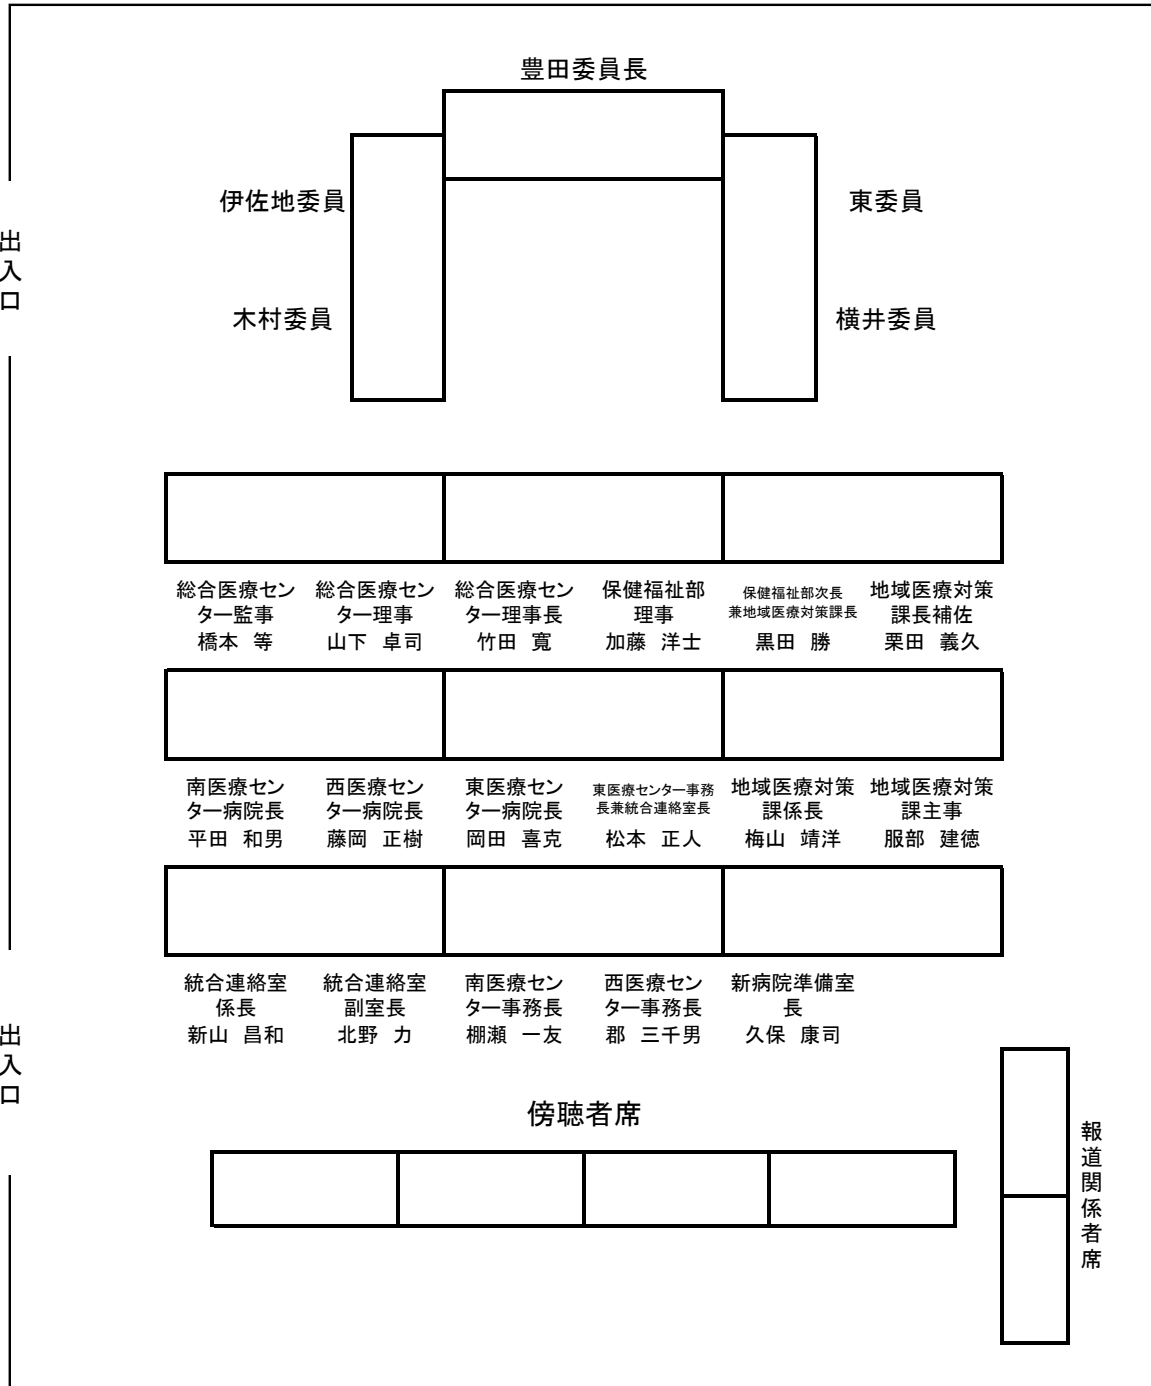 豊田委員長
伊佐地委員
東委員
出入口
木村委員
横井委員
総合医療セン
ター監事
橋本 等
総合医療セン
ター理事
山下 卓司
総合医療セン
ター理事長
竹田 寛
保健福祉部
理事
加藤 洋士
保健福祉部次長
兼地域医療対策課長
黒田 勝
地域医療対策
課長補佐
栗田 義久
南医療セン
ター病院長
平田 和男
西医療セン
ター病院長
藤岡 正樹
東医療セン
ター病院長
岡田 喜克
東医療センター事務
長兼統合連絡室長
松本 正人
地域医療対策
課係長
梅山 靖洋
地域医療対策
課主事
服部 建徳
統合連絡室
係長
新山 昌和
統合連絡室
副室長
北野 力
南医療セン
ター事務長
棚瀬 一友
西医療セン
ター事務長
郡 三千男
新病院準備室
長
久保 康司
出入口
傍聴者席
報道関係者席